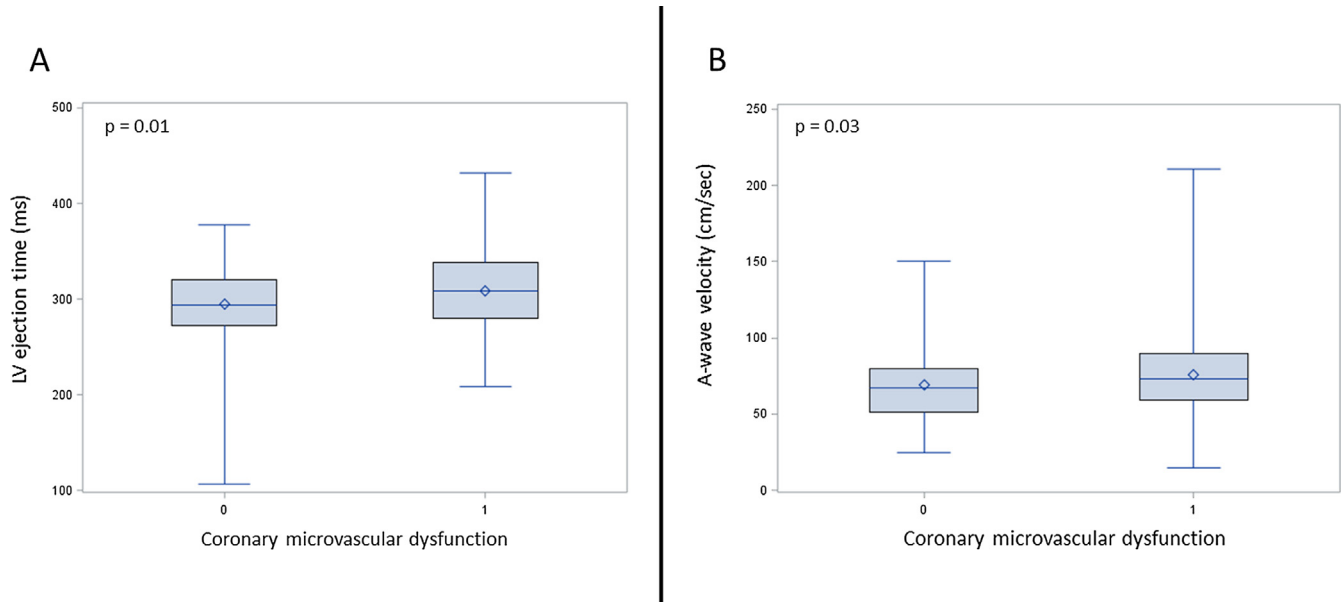 A
p = 0.01
LV ejection time (ms)
500
400
300
200
100
0
1
Coronary microvascular dysfunction
B
p = 0.03
A-wave velocity (cm/sec)
250
200
150
100
50
0
0
1
Coronary microvascular dysfunction